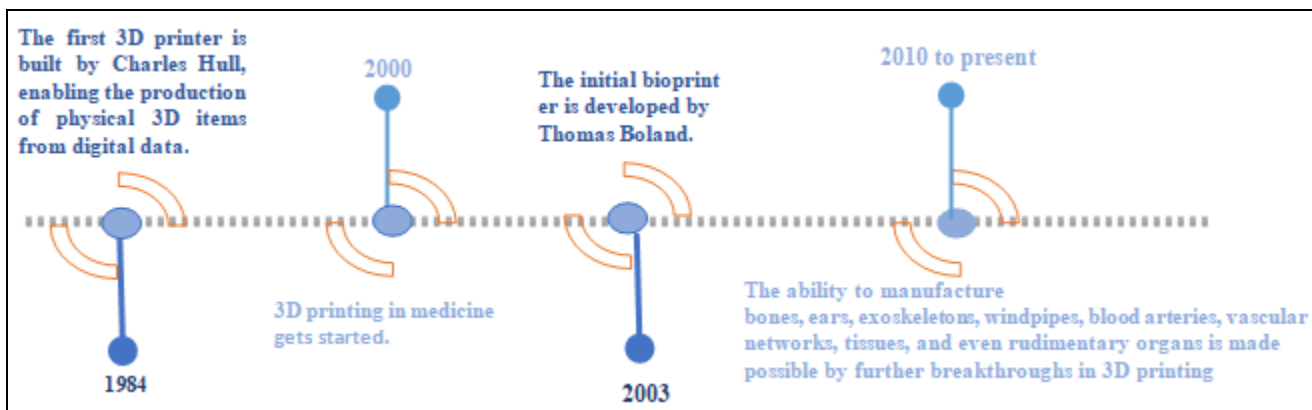 The first 3D printer is
built by Charles Hull,
enabling the production
of physical 3D items
from digital data.
1984
2000
3D printing in medicine
gets started.
The initial bioprint
er is developed by
Thomas Boland.
2003
2010 to present
The ability to manufacture
bones, ears, exoskeletons, windpipes, blood arteries, vascular
networks, tissues, and even rudimentary organs is made
possible by further breakthroughs in 3D printing